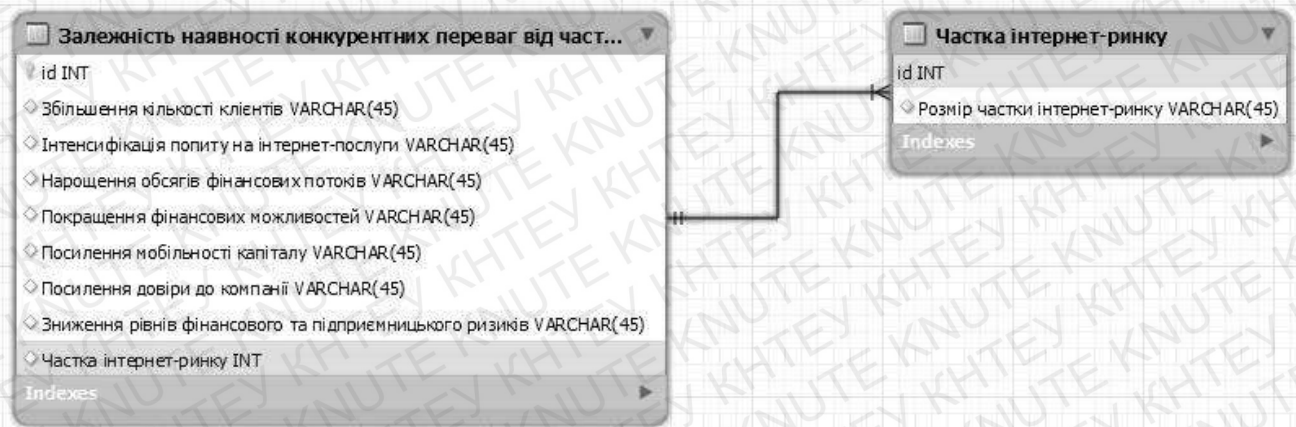 Залежність наявності конкурентних переваг від част...
id INT
Збільшення кількості клієнтів VARCHAR(45)
Інтенсифікація попиту на інтернет-послуги VARCHAR(45)
Нарощення обсягів фінансових потоків VARCHAR(45)
Покращення фінансових можливостей VARCHAR(45)
Посилення мобільності капіталу VARCHAR(45)
Посилення довіри до компанії VARCHAR(45)
Зниження рівнів фінансового та підприємницького ризиків VARCHAR(45)
Частка інтернет-ринку INT
Indexes
Частка інтернет-ринку
id INT
Розмір частки інтернет-ринку VARCHAR(45)
Indexes
КНТЕУ KNUTE